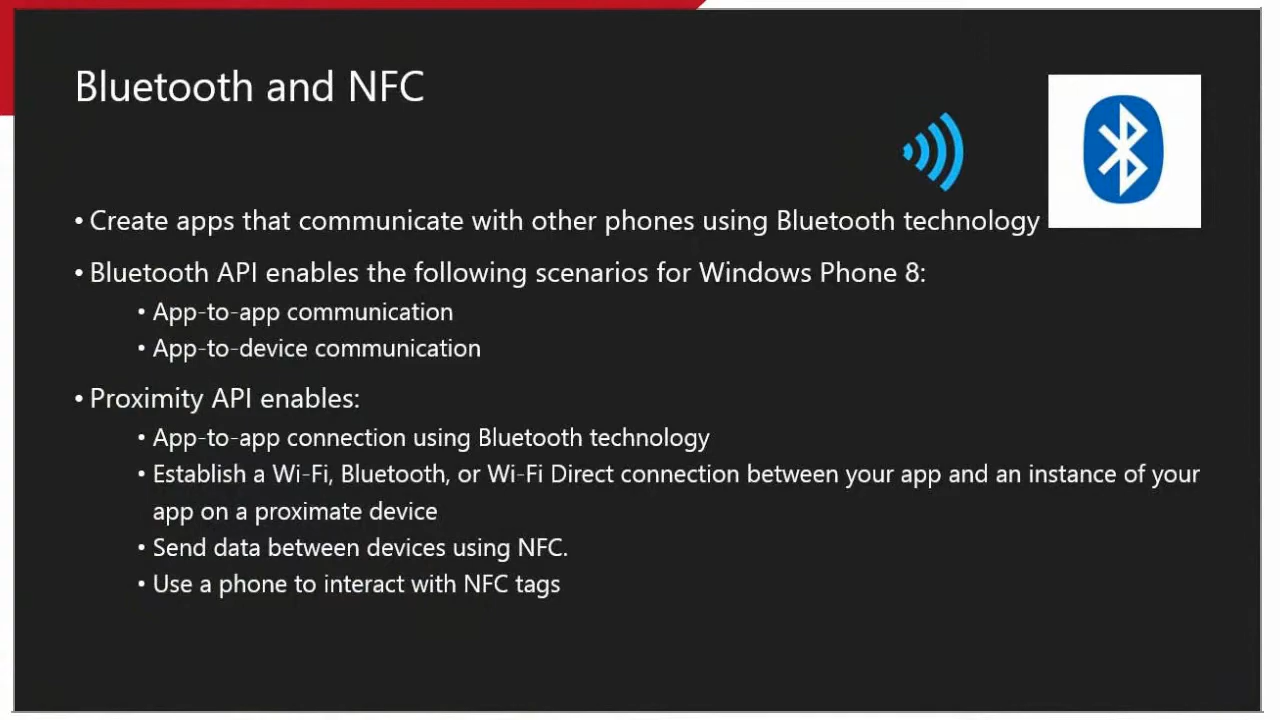 Bluetooth and NFC
• Create apps that communicate with other phones using Bluetooth technology
• Bluetooth API enables the following scenarios for Windows Phone 8:
• App-to-app communication
• App-to-device communication
• Proximity API enables:
• App-to-app connection using Bluetooth technology
• Establish a Wi-Fi, Bluetooth, or Wi-Fi Direct connection between your app and an instance of your
app on a proximate device
• Send data between devices using NFC.
• Use a phone to interact with NFC tags